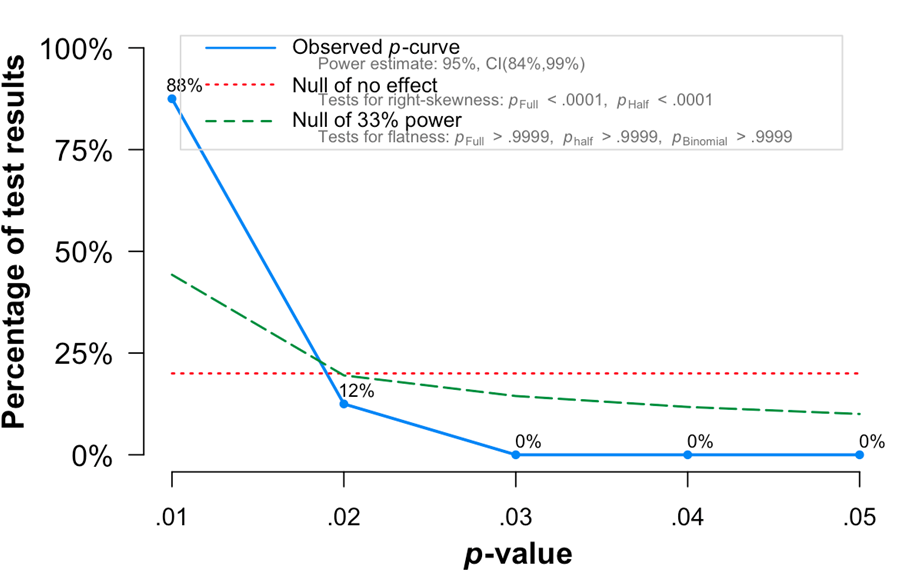 Percentage of test results
100%
75%
50%
25%
0%
Observed p-curve
Power estimate: 95%, CI(84%,99%)
Null of no effect
Tests for right-skewness: pFull < .0001, pHalf < .0001
Null of 33% power
Tests for flatness: pFull > .9999, phalf > .9999, pBinomial > .9999
88%
12%
0%
0%
0%
.01
.02
.03
.04
.05
p-value